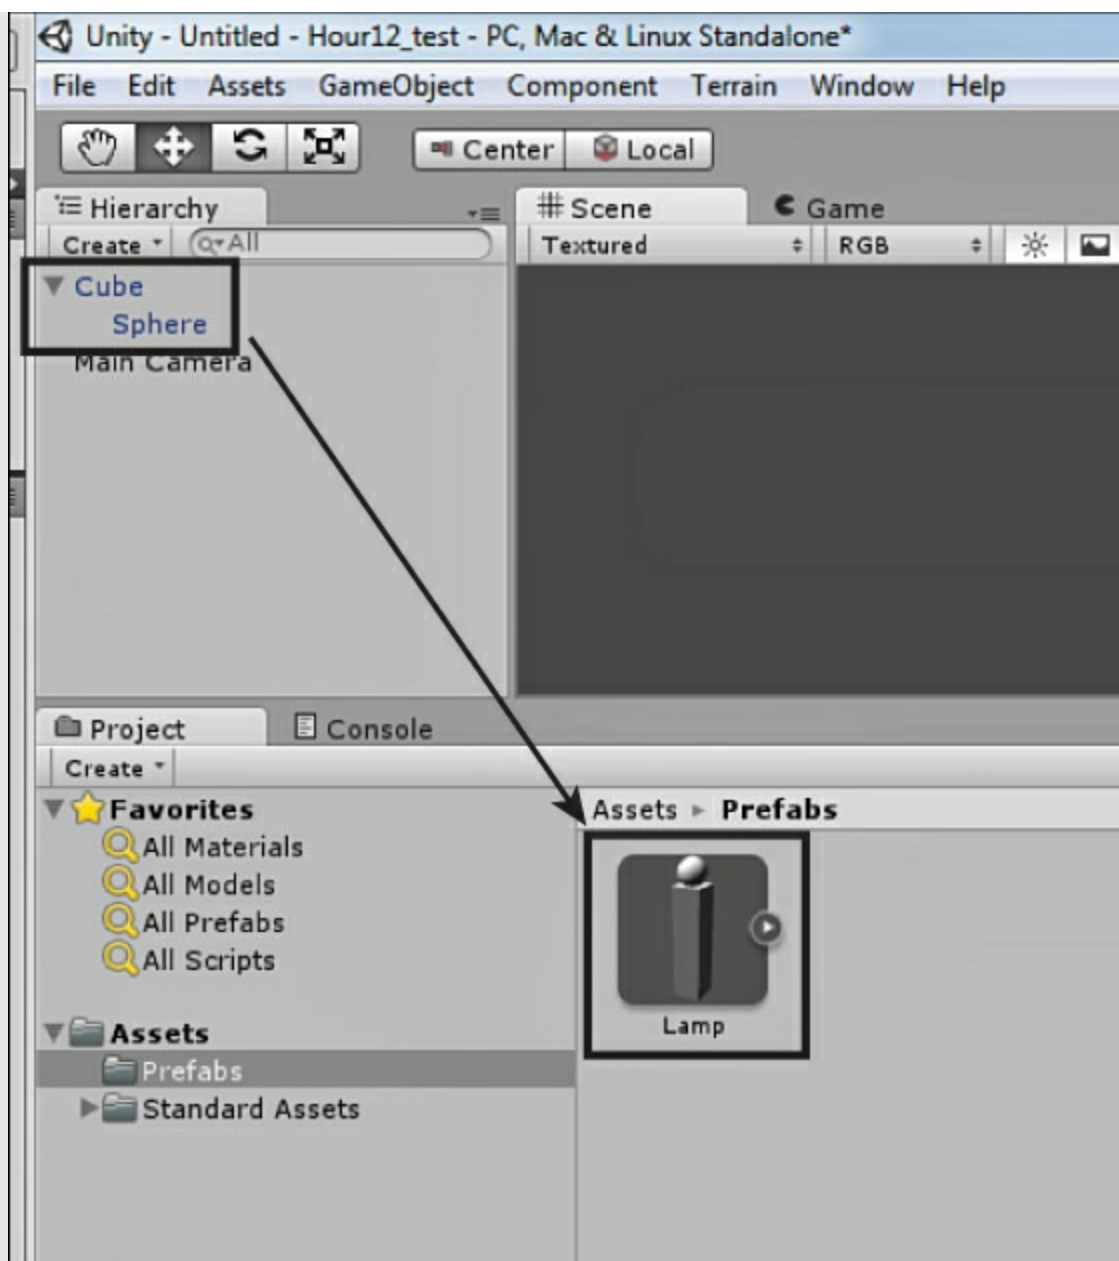 Unity - Untitled - Hour12_test - PC, Mac & Linux Standalone*
File Edit Assets GameObject Component Terrain Window Help
Center Local
Hierarchy
Create All
Cube
Sphere
Main Camera
Scene Game
Textured RGB
Project Console
Create
Favorites
All Materials
All Models
All Prefabs
All Scripts
Assets
Prefabs
Standard Assets
Assets Prefabs
Lamp